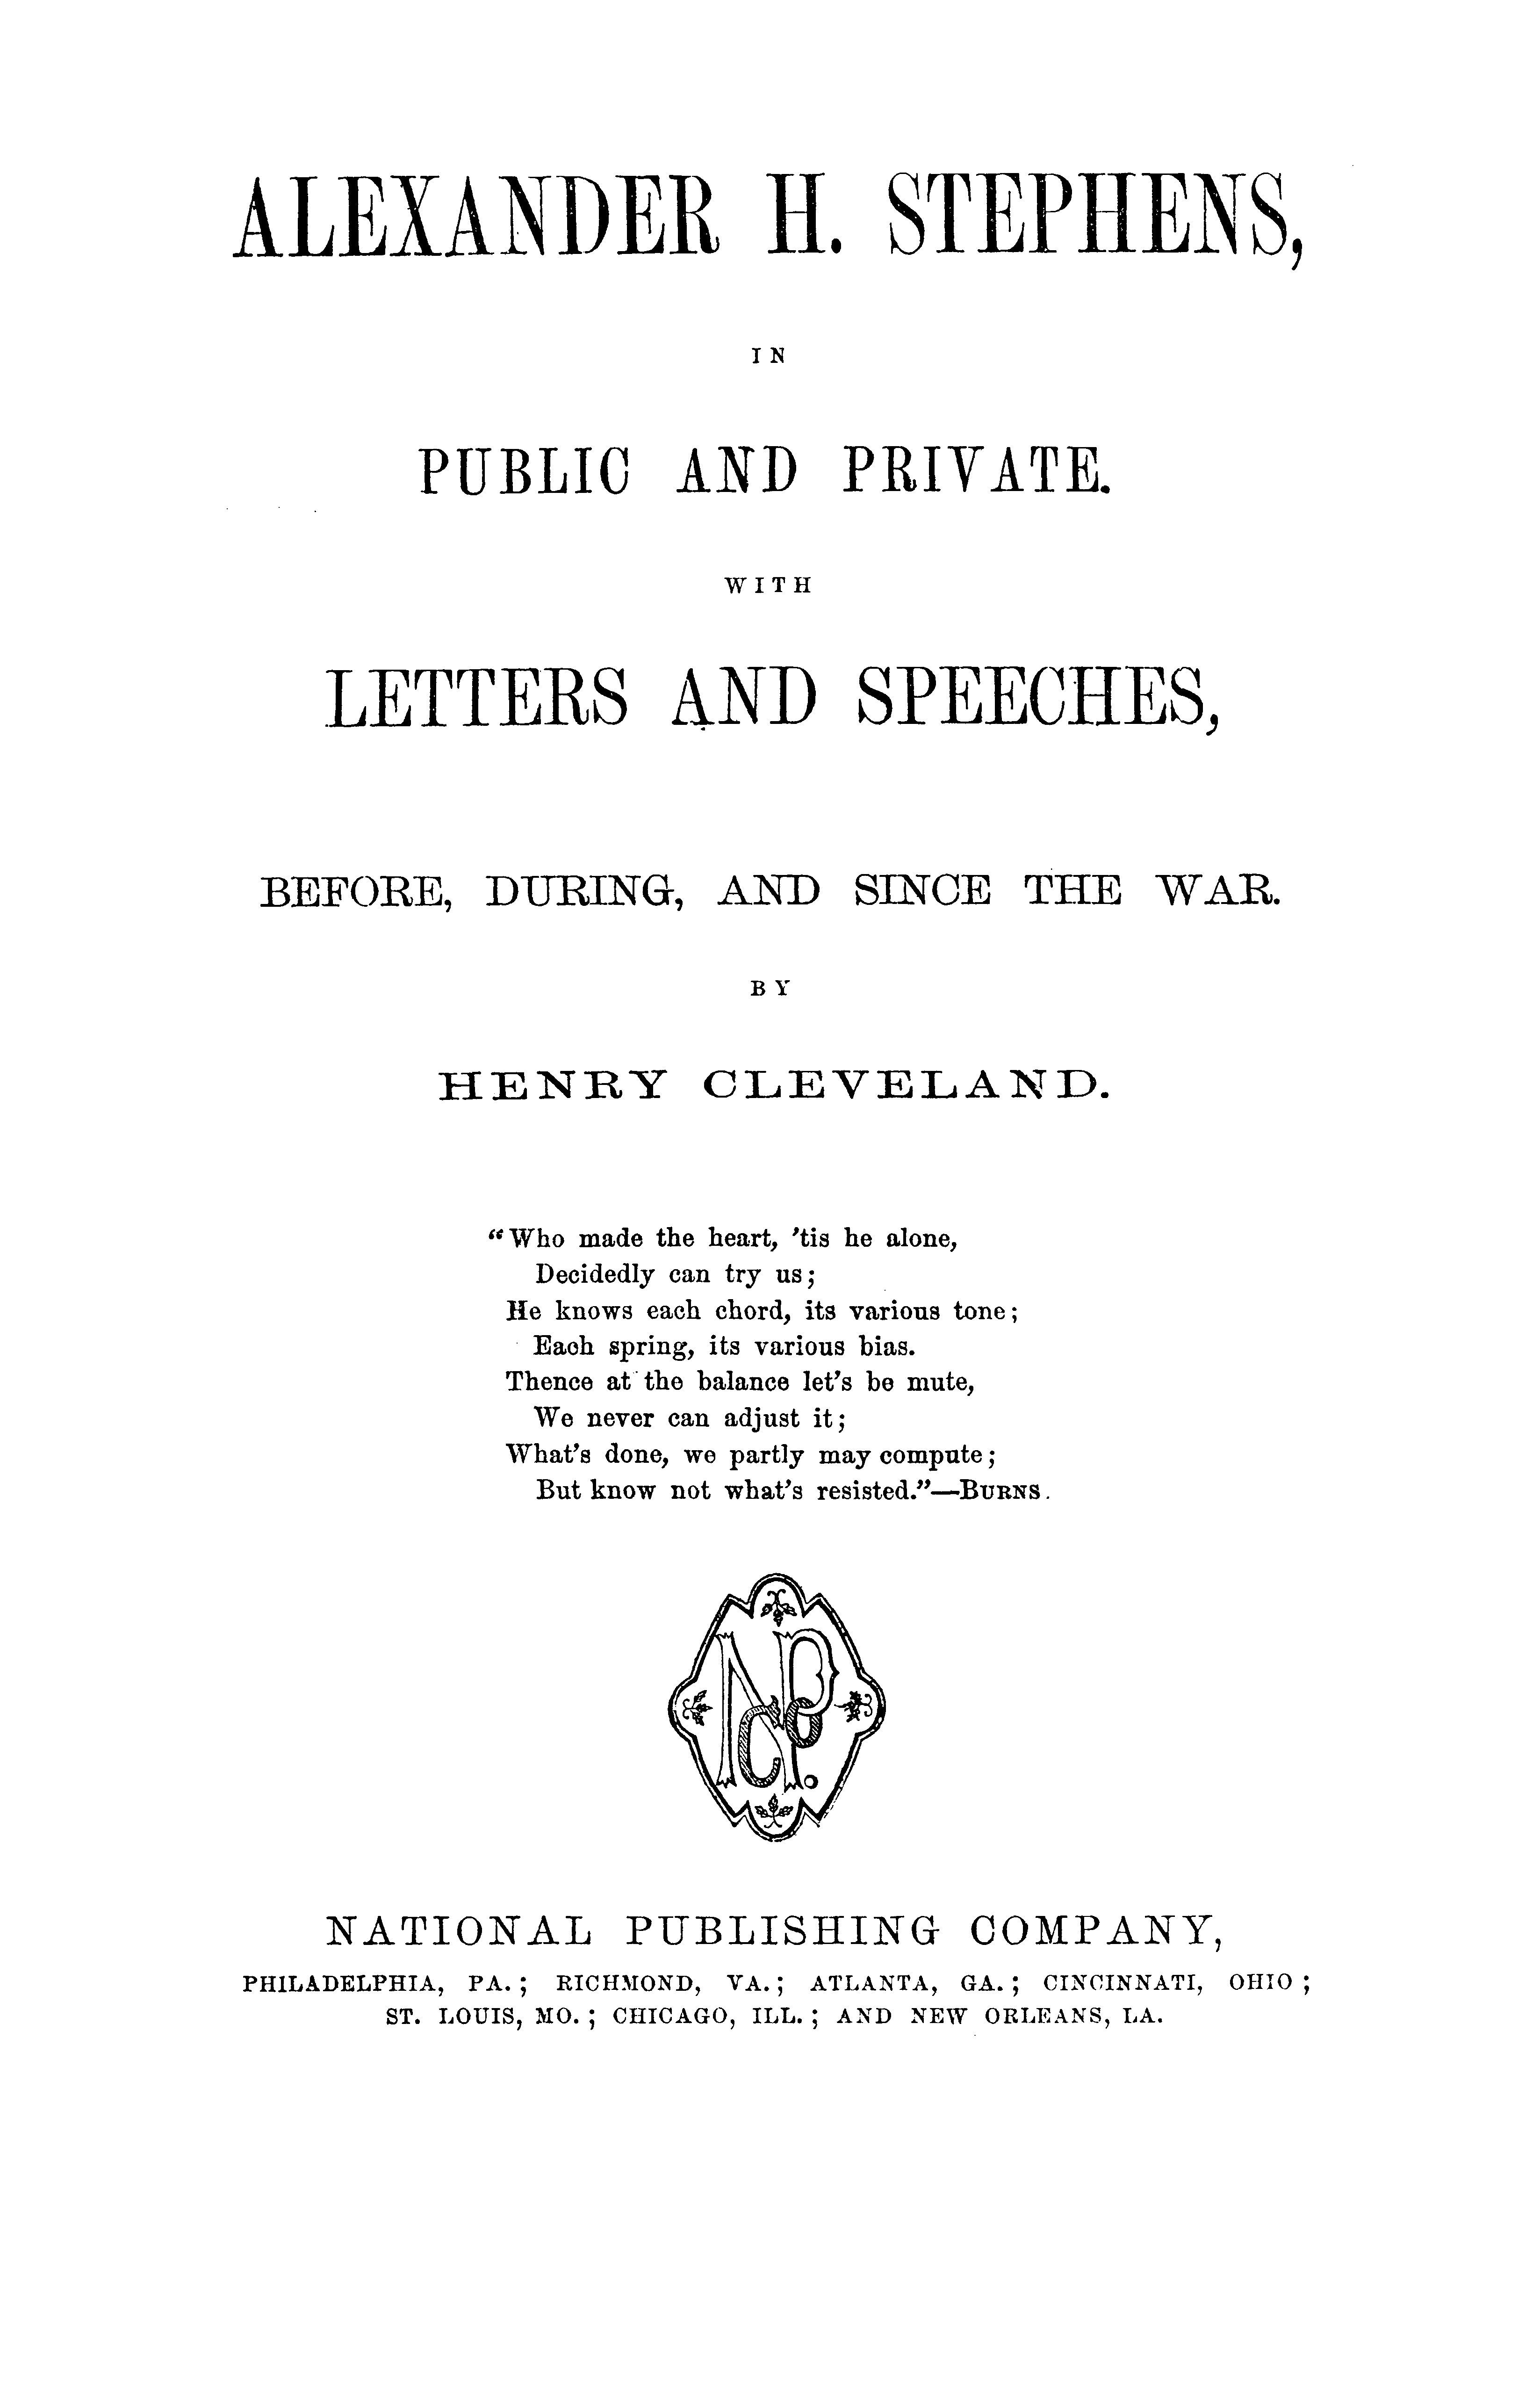 ALEXANDER H. STEPHENS,
IN
PUBLIC AND PRIVATE.
WITH
LETTERS AND SPEECHES,
BEFORE, DURING, AND SINCE THE WAR.
BY
HENRY CLEVELAND.
“Who made the heart, ’tis he alone,
Decidedly can try us;
He knows each chord, its various tone;
Each spring, its various bias.
Thence at the balance let’s be mute,
We never can adjust it;
What’s done, we partly may compute;
But know not what’s resisted.”—BURNS.
NPCo.
NATIONAL PUBLISHING COMPANY,
PHILADELPHIA, PA.; RICHMOND, VA.; ATLANTA, GA.; CINCINNATI, OHIO;
ST. LOUIS, MO.; CHICAGO, ILL.; AND NEW ORLEANS, LA.